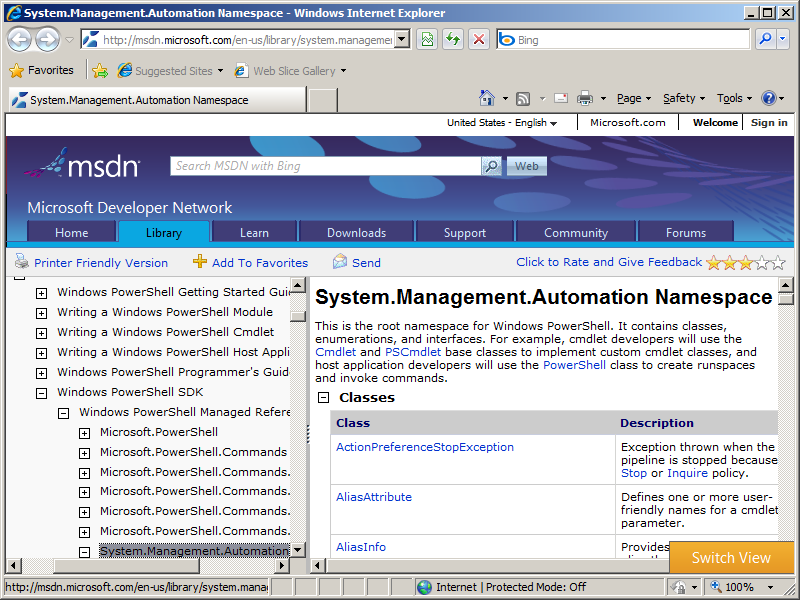 System.Management.Automation Namespace - Windows Internet Explorer
http://msdn.microsoft.com/en-us/library/system.manageme
Bing
Favorites
Suggested Sites
Web Slice Gallery
System.Management.Automation Namespace
Page
Safety
Tools
United States - English
Microsoft.com
Welcome
Sign in
msdn
Search MSDN with Bing
Web
Microsoft Developer Network
Home
Library
Learn
Downloads
Support
Community
Forums
Printer Friendly Version
Add To Favorites
Send
Click to Rate and Give Feedback
Windows PowerShell Getting Started Gui
Writing a Windows PowerShell Module
Writing a Windows PowerShell Cmdlet
Writing a Windows PowerShell Host Appli
Windows PowerShell Programmer's Guid
Windows PowerShell SDK
Windows PowerShell Managed Refere
Microsoft.PowerShell
Microsoft.PowerShell.Commands
Microsoft.PowerShell.Commands.
Microsoft.PowerShell.Commands.
Microsoft.PowerShell.Commands.
Microsoft.PowerShell.Commands.
System.Management.Automation
System.Management.Automation Namespace
This is the root namespace for Windows PowerShell. It contains classes,
enumerations, and interfaces. For example, cmdlet developers will use the
Cmdlet and PSCmdlet base classes to implement custom cmdlet classes, and
host application developers will use the PowerShell class to create runspaces
and invoke commands.
Classes
Class
Description
ActionPreferenceStopException
Exception thrown when the
pipeline is stopped because
Stop or Inquire policy.
AliasAttribute
Defines one or more user-
friendly names for a cmdlet
parameter.
AliasInfo
Provides
Switch View
http://msdn.microsoft.com/en-us/library/system.mana
Internet | Protected Mode: Off
100%